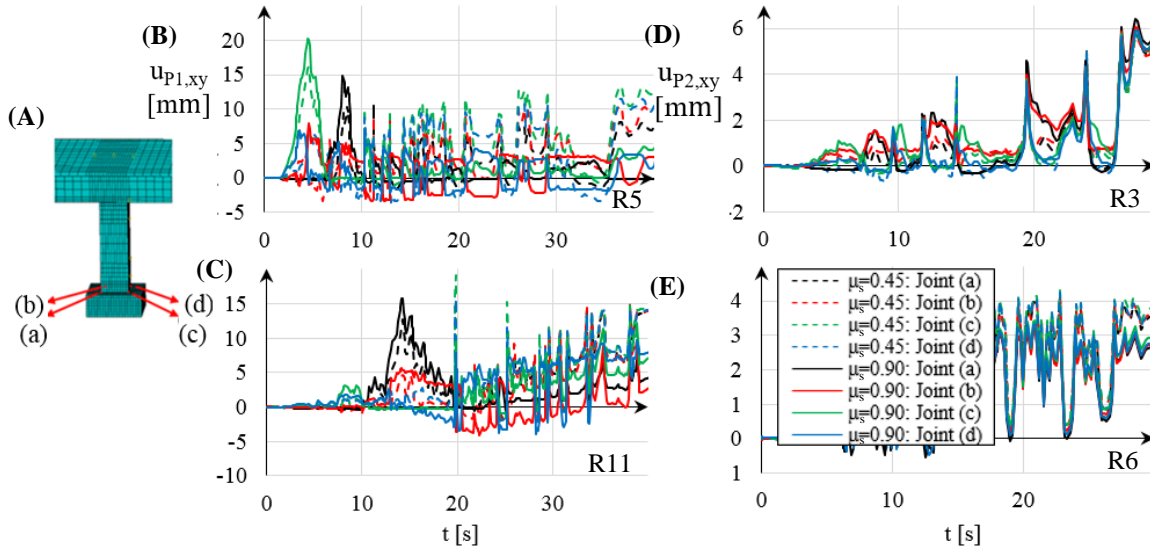 (A)
(b)
(a)
(d)
(c)
(B)
u_P1,xy
[mm]
20
15
10
5
0
-5
0
10
20
30
R5
(C)
15
10
5
0
-5
-10
0
10
20
30
R11
t [s]
(D)
u_P2,xy
[mm]
6
4
2
0
-2
0
10
20
R3
(E)
4
3
2
1
0
1
0
20
R6
t [s]
μs=0.45: Joint (a)
μs=0.45: Joint (b)
μs=0.45: Joint (c)
μs=0.45: Joint (d)
μs=0.90: Joint (a)
μs=0.90: Joint (b)
μs=0.90: Joint (c)
μs=0.90: Joint (d)